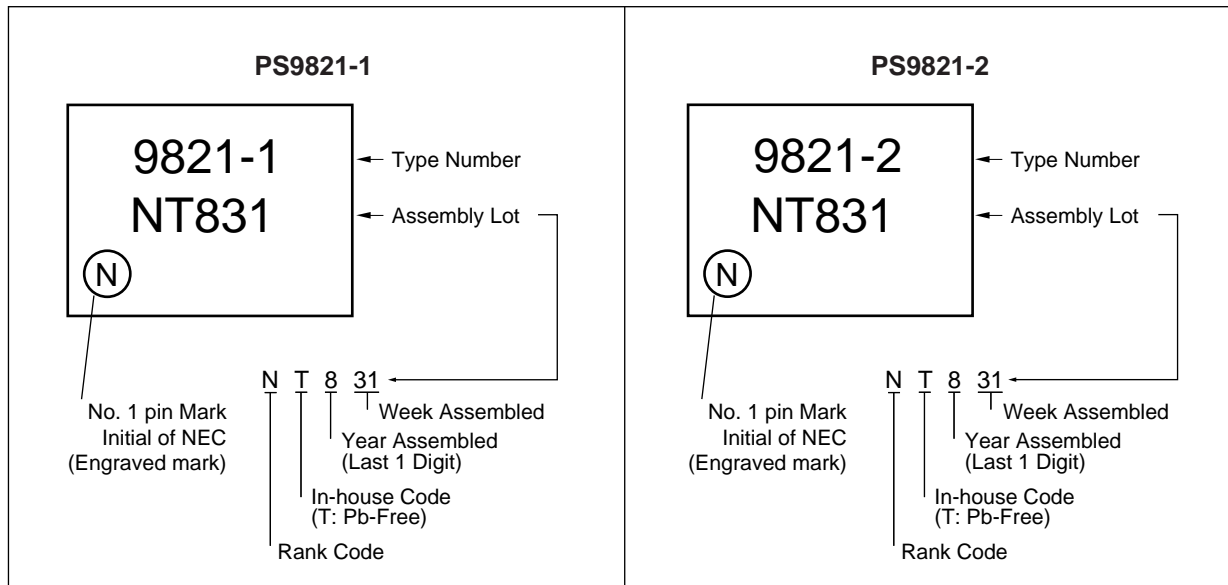 PS9821-1
9821-1
NT831
N
Type Number
Assembly Lot
N T 8 31
No. 1 pin Mark
Initial of NEC
(Engraved mark)
Week Assembled
Year Assembled
(Last 1 Digit)
In-house Code
(T: Pb-Free)
Rank Code
PS9821-2
9821-2
NT831
N
Type Number
Assembly Lot
N T 8 31
No. 1 pin Mark
Initial of NEC
(Engraved mark)
Week Assembled
Year Assembled
(Last 1 Digit)
In-house Code
(T: Pb-Free)
Rank Code